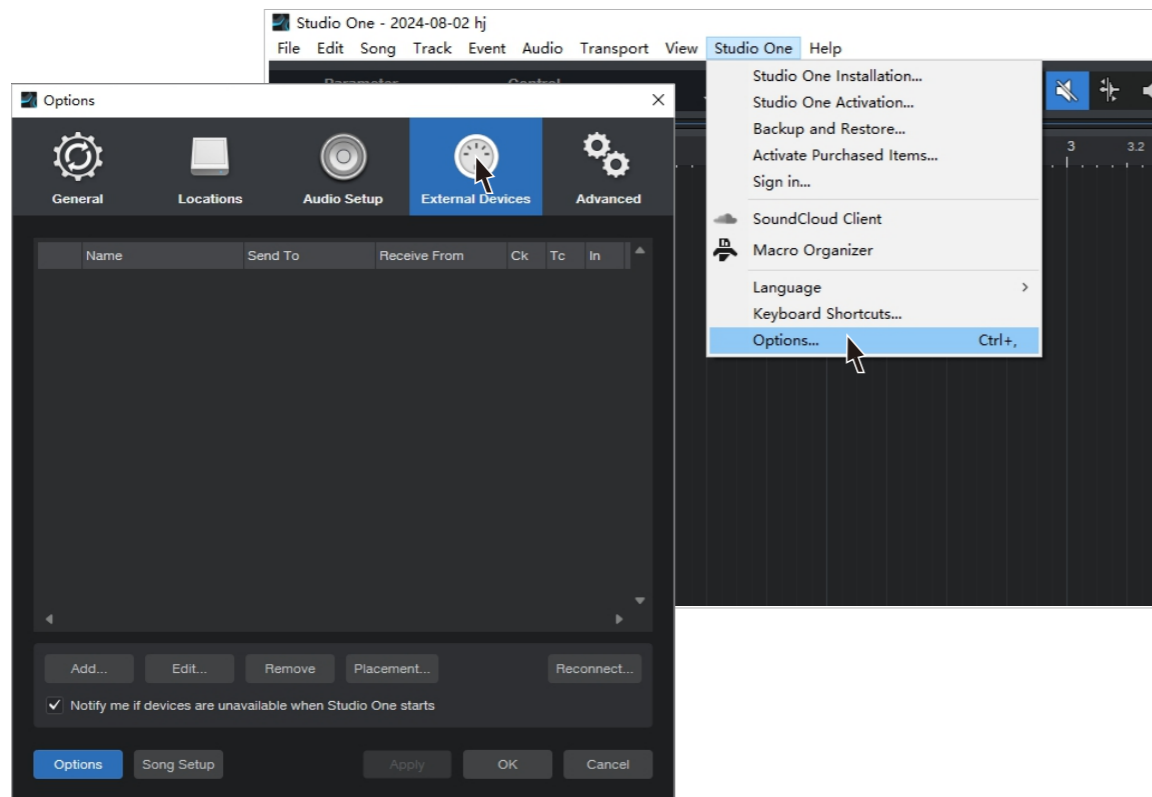 Studio One - 2024-08-02 hj
File Edit Song Track Event Audio Transport View Studio One Help
Studio One Installation...
Studio One Activation...
Backup and Restore...
Activate Purchased Items...
Sign in...
SoundCloud Client
Macro Organizer
Language
Keyboard Shortcuts...
Options... Ctrl+,
3 3.2
Options
General Locations Audio Setup External Devices Advanced
Name Send To Receive From Ck Tc In
Add... Edit... Remove Placement... Reconnect...
Notify me if devices are unavailable when Studio One starts
Options Song Setup Apply OK Cancel